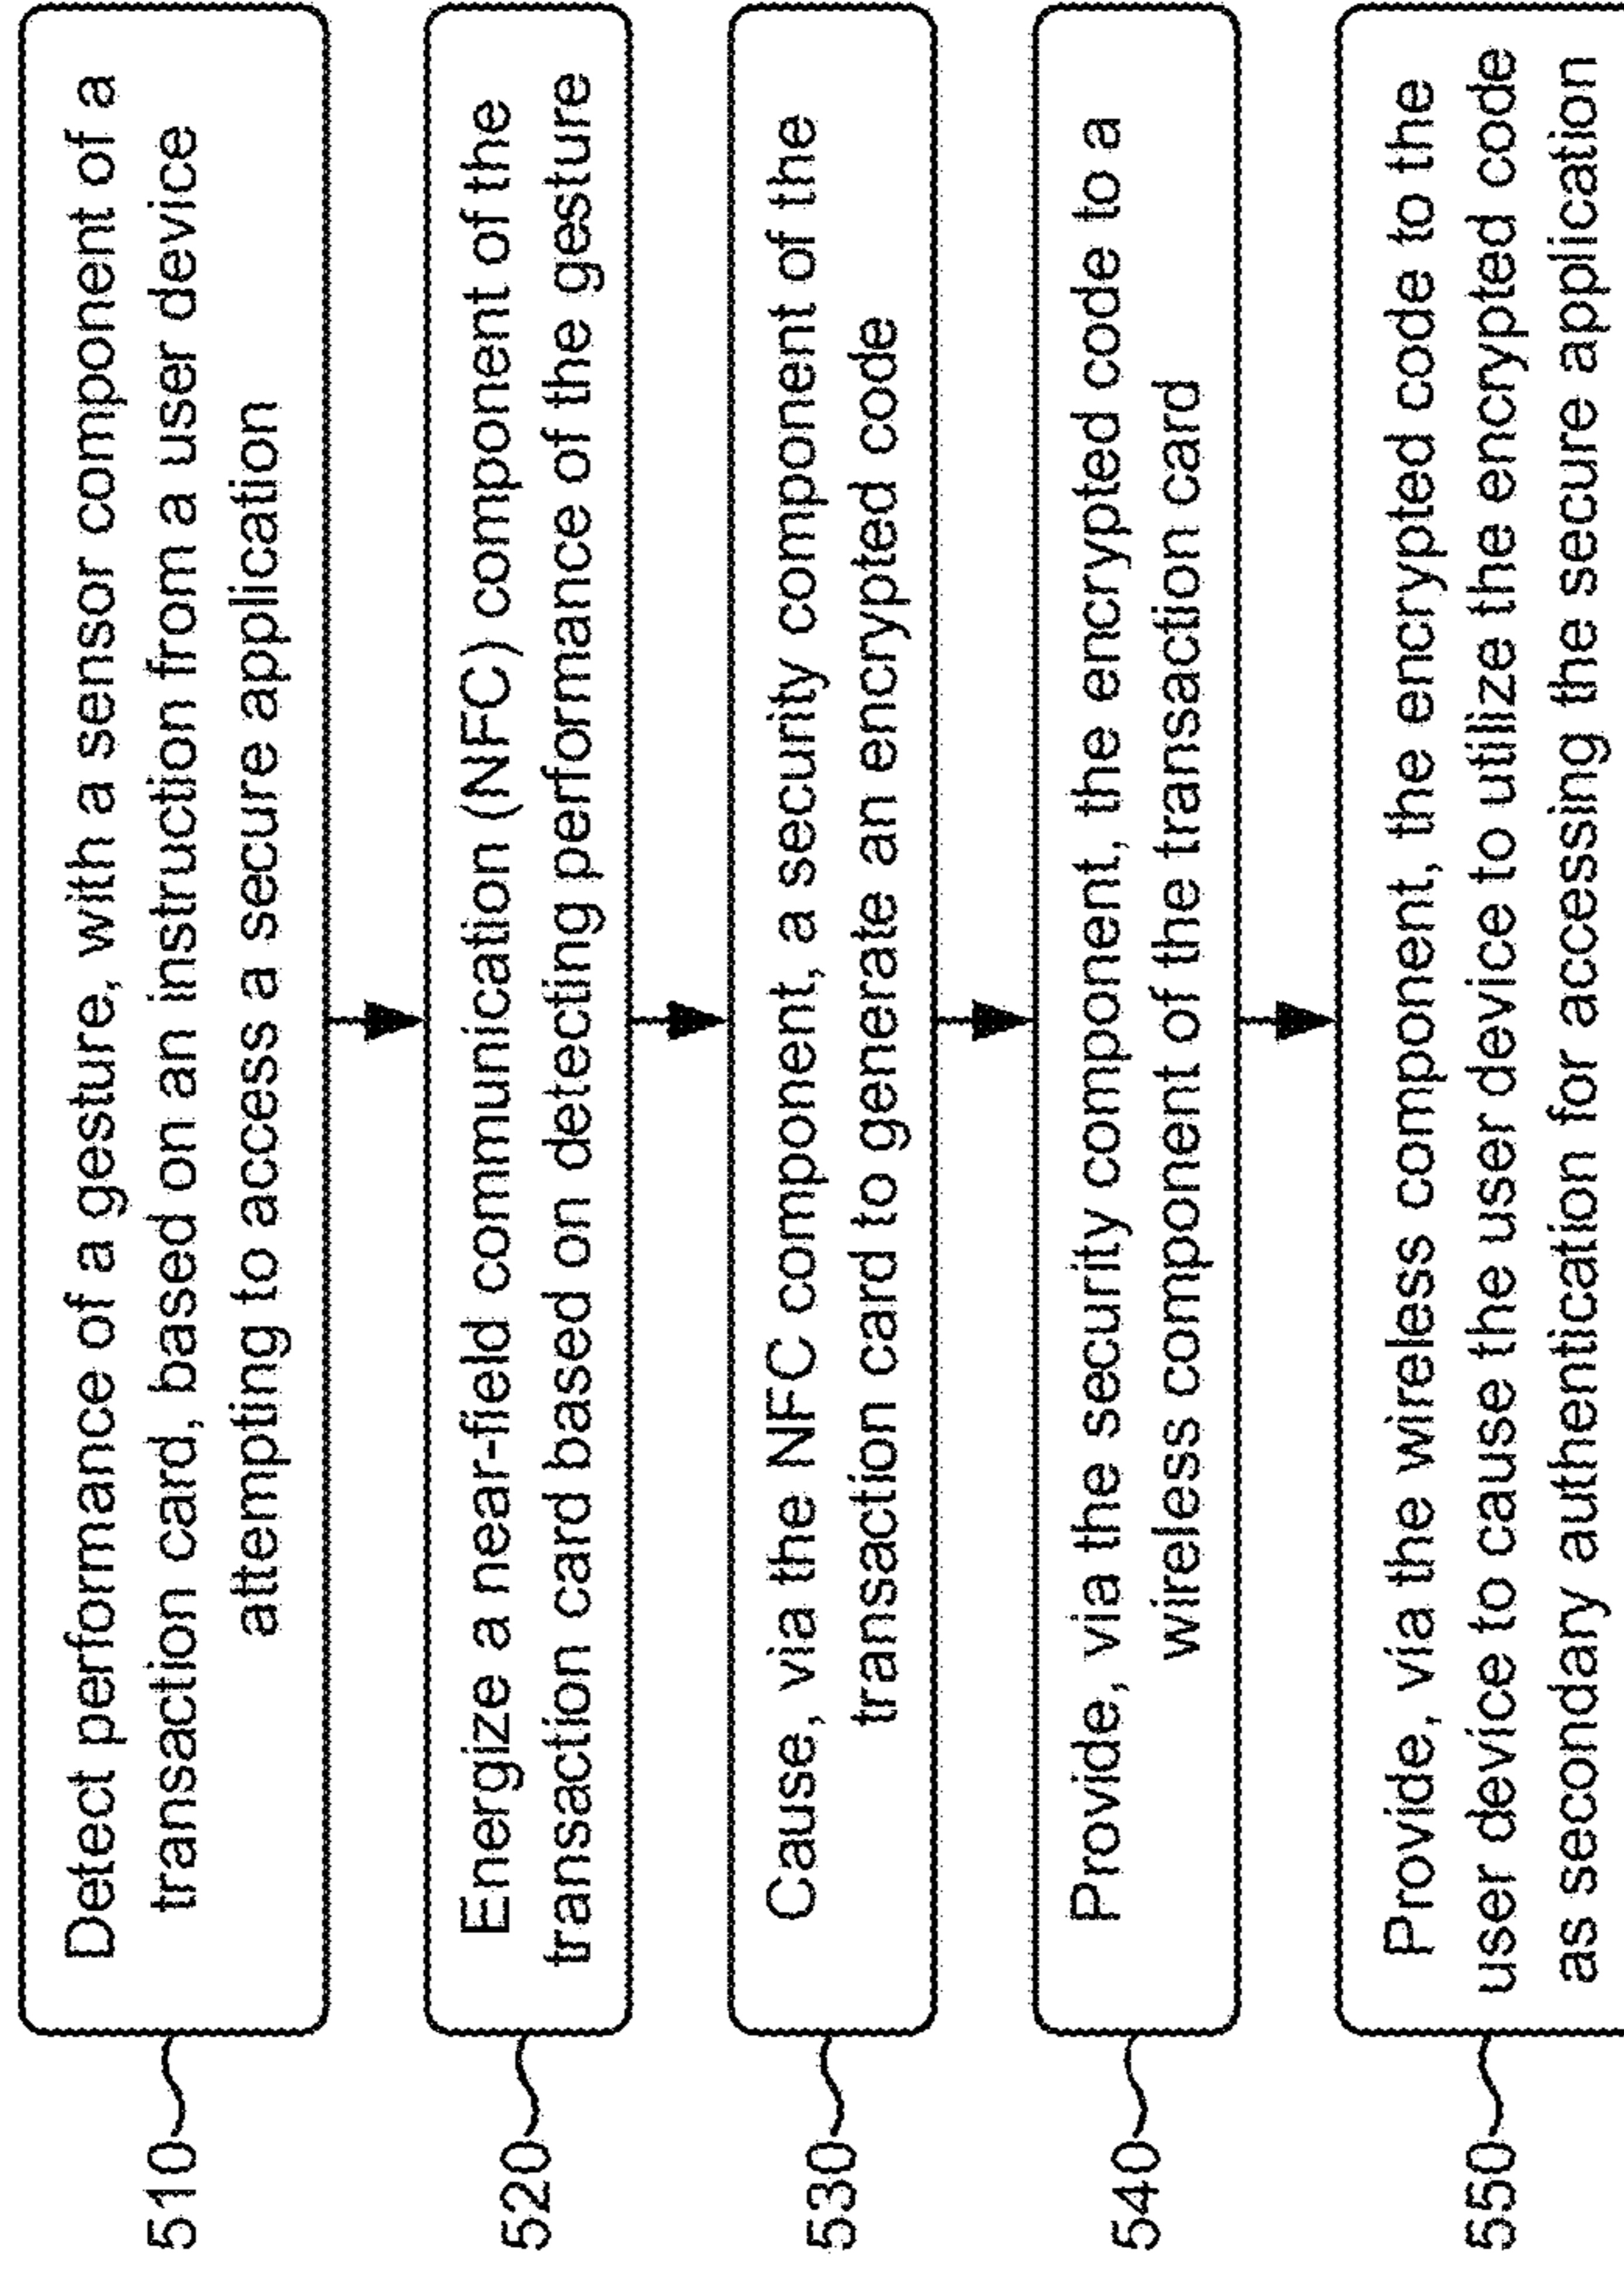 510
Detect performance of a gesture, with a sensor component of a
transaction card, based on an instruction from a user device
attempting to access a secure application
520
Energize a near-field communication (NFC) component of the
transaction card based on detecting performance of the gesture
530
Cause, via the NFC component, a security component of the
transaction card to generate an encrypted code
540
Provide, via the security component, the encrypted code to a
wireless component of the transaction card
550
Provide, via the wireless component, the encrypted code to the
user device to cause the user device to utilize the encrypted code
as secondary authentication for accessing the secure application